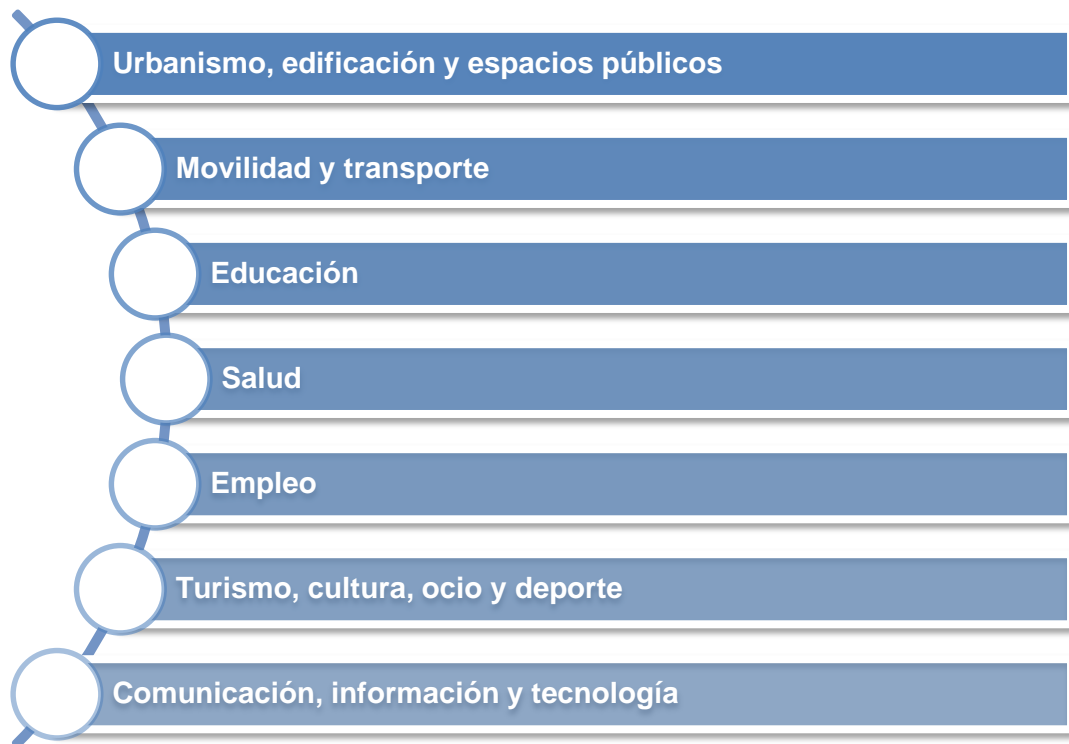 Urbanismo, edificación y espacios públicos
Movilidad y transporte
Educación
Salud
Empleo
Turismo, cultura, ocio y deporte
Comunicación, información y tecnología